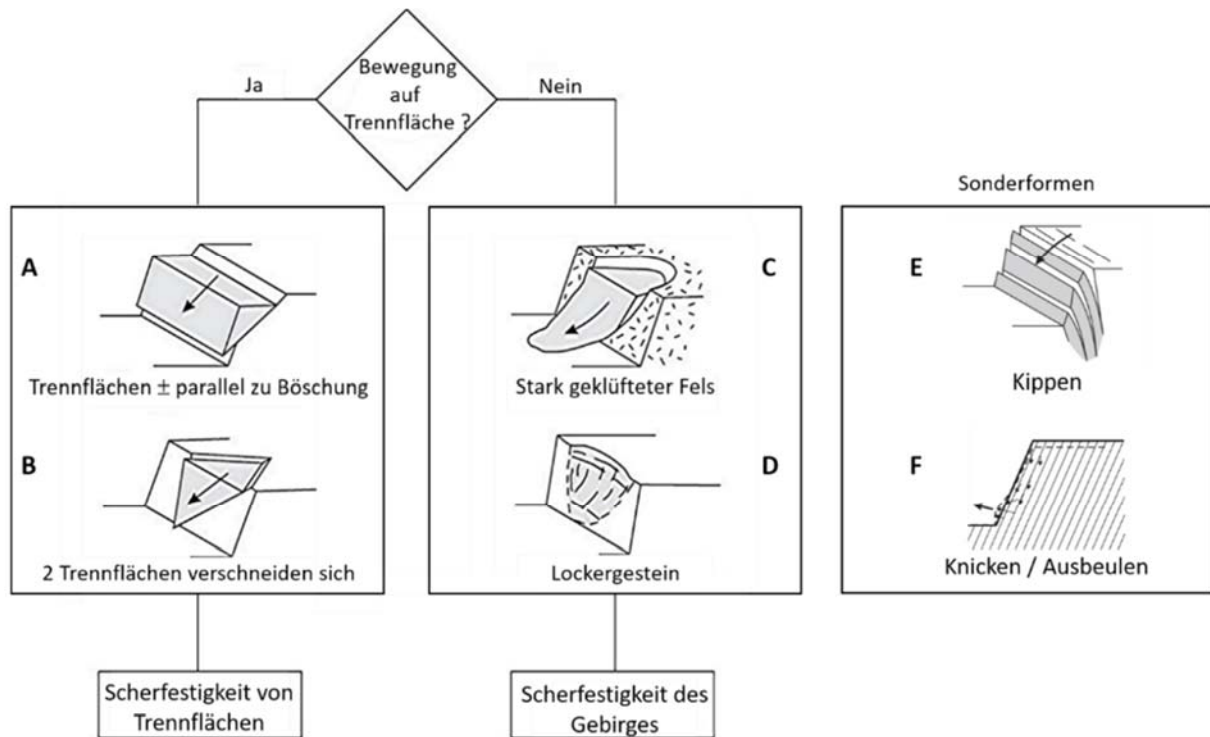 Bewegung
auf
Trennfläche ?
Ja
Nein
Sonderformen
A
Trennflächen ± parallel zu Böschung
B
2 Trennflächen verschneiden sich
C
Stark geklüfteter Fels
D
Lockergestein
E
Kippen
F
Knicken / Ausbeulen
Scherfestigkeit von
Trennflächen
Scherfestigkeit des
Gebirges